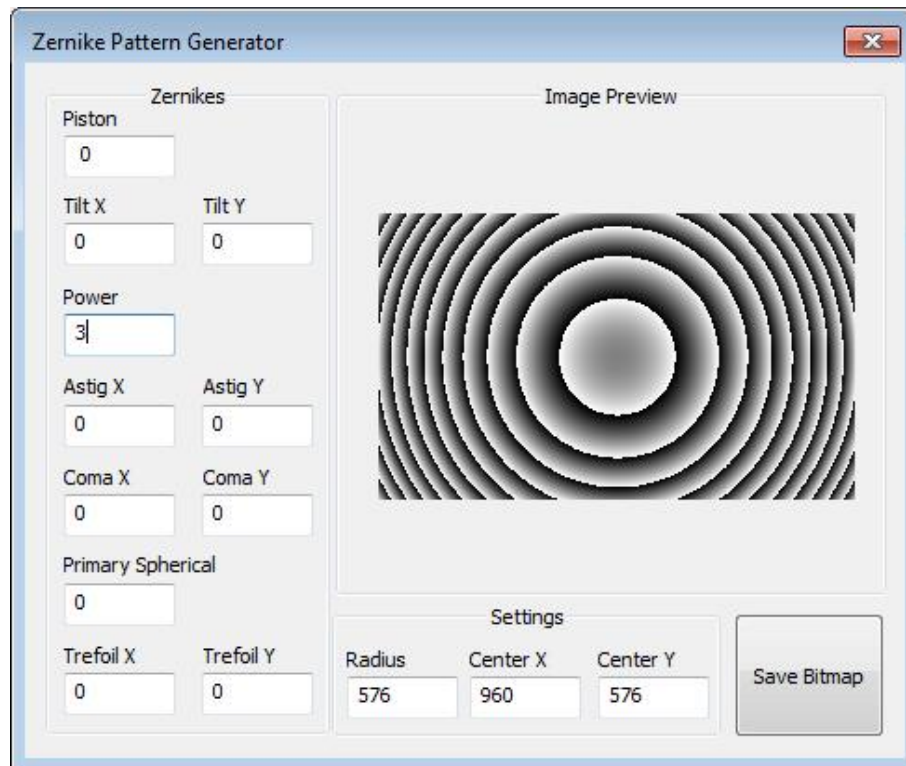 Zernike Pattern Generator
Zernikes
Piston
0
Tilt X Tilt Y
0 0
Power
3
Astig X Astig Y
0 0
Coma X Coma Y
0 0
Primary Spherical
0
Trefoil X Trefoil Y
0 0
Image Preview
Settings
Radius Center X Center Y
576 960 576
Save Bitmap